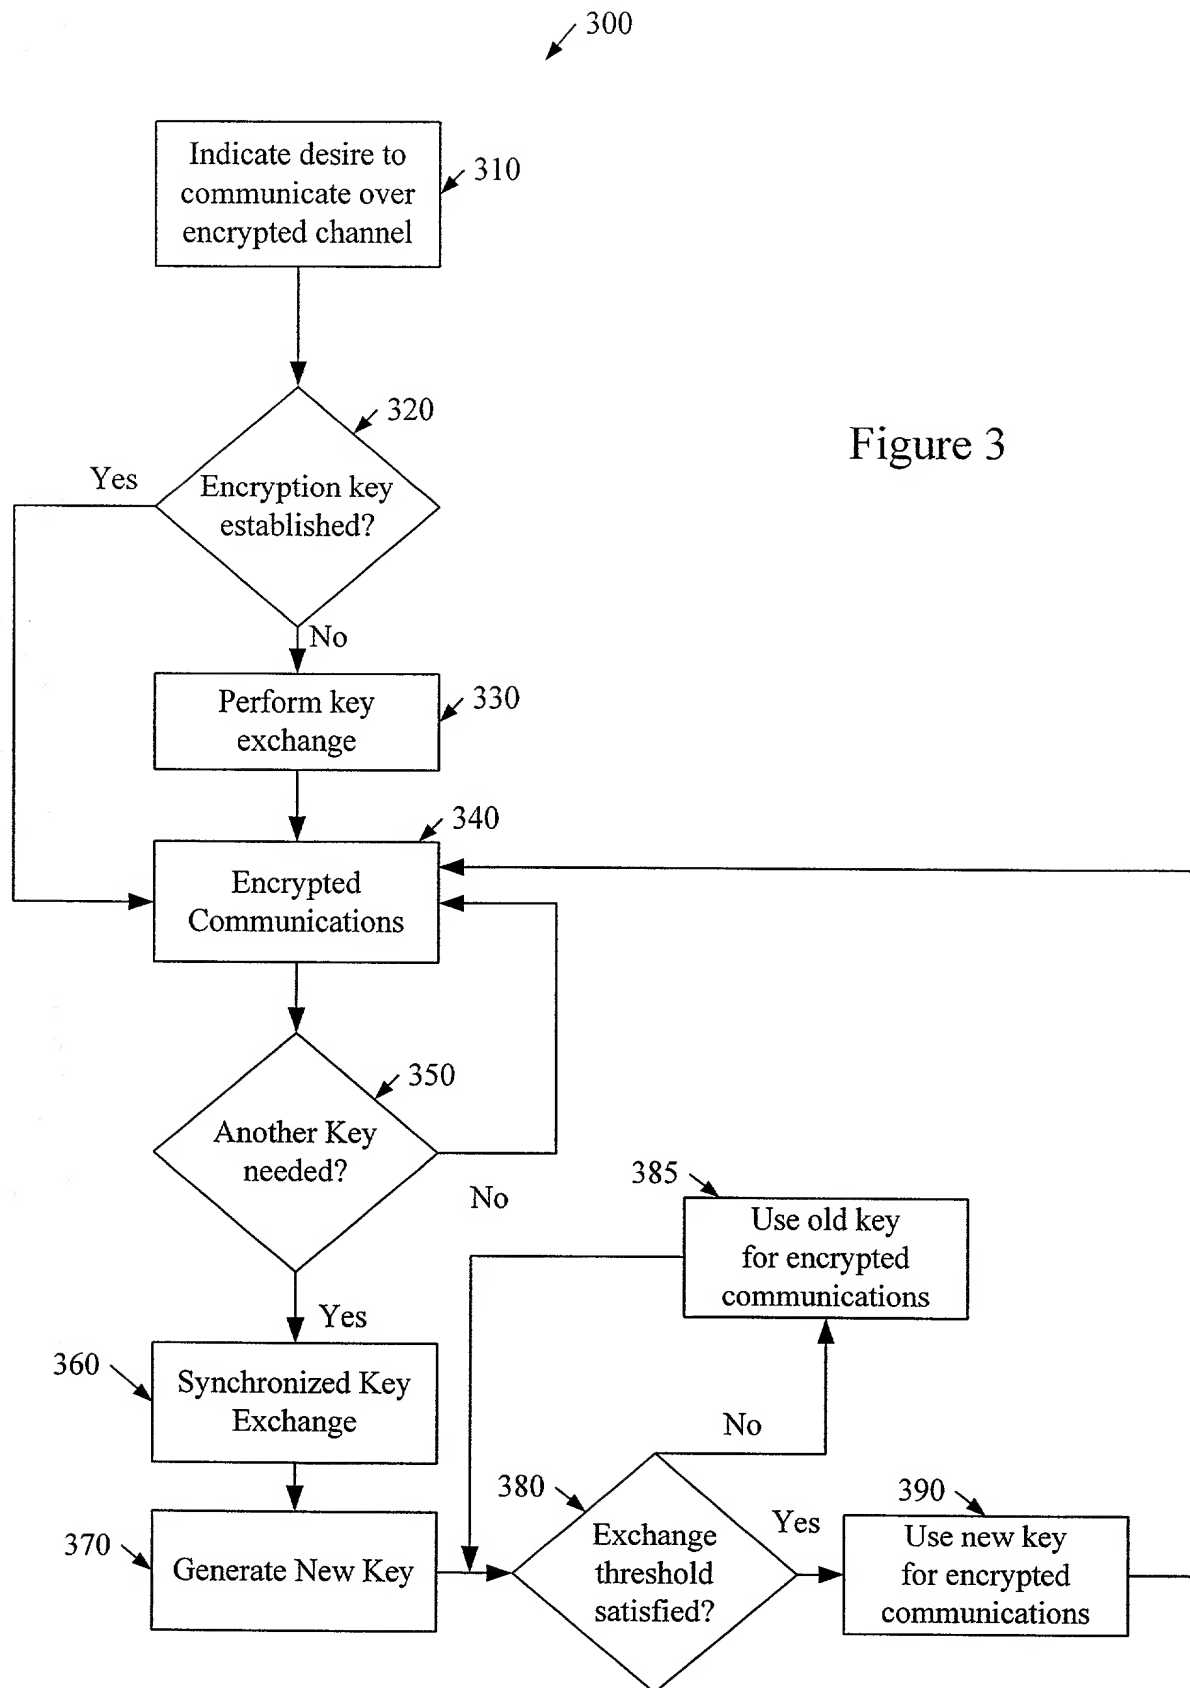 300
Indicate desire to
communicate over
encrypted channel
310
320
Figure 3
Yes
Encryption key
established?
No
Perform key
exchange
330
340
Encrypted
Communications
350
Another Key
needed?
No
385
Use old key
for encrypted
communications
Yes
360
Synchronized Key
Exchange
No
380
390
370
Generate New Key
Exchange
threshold
satisfied?
Yes
Use new key
for encrypted
communications